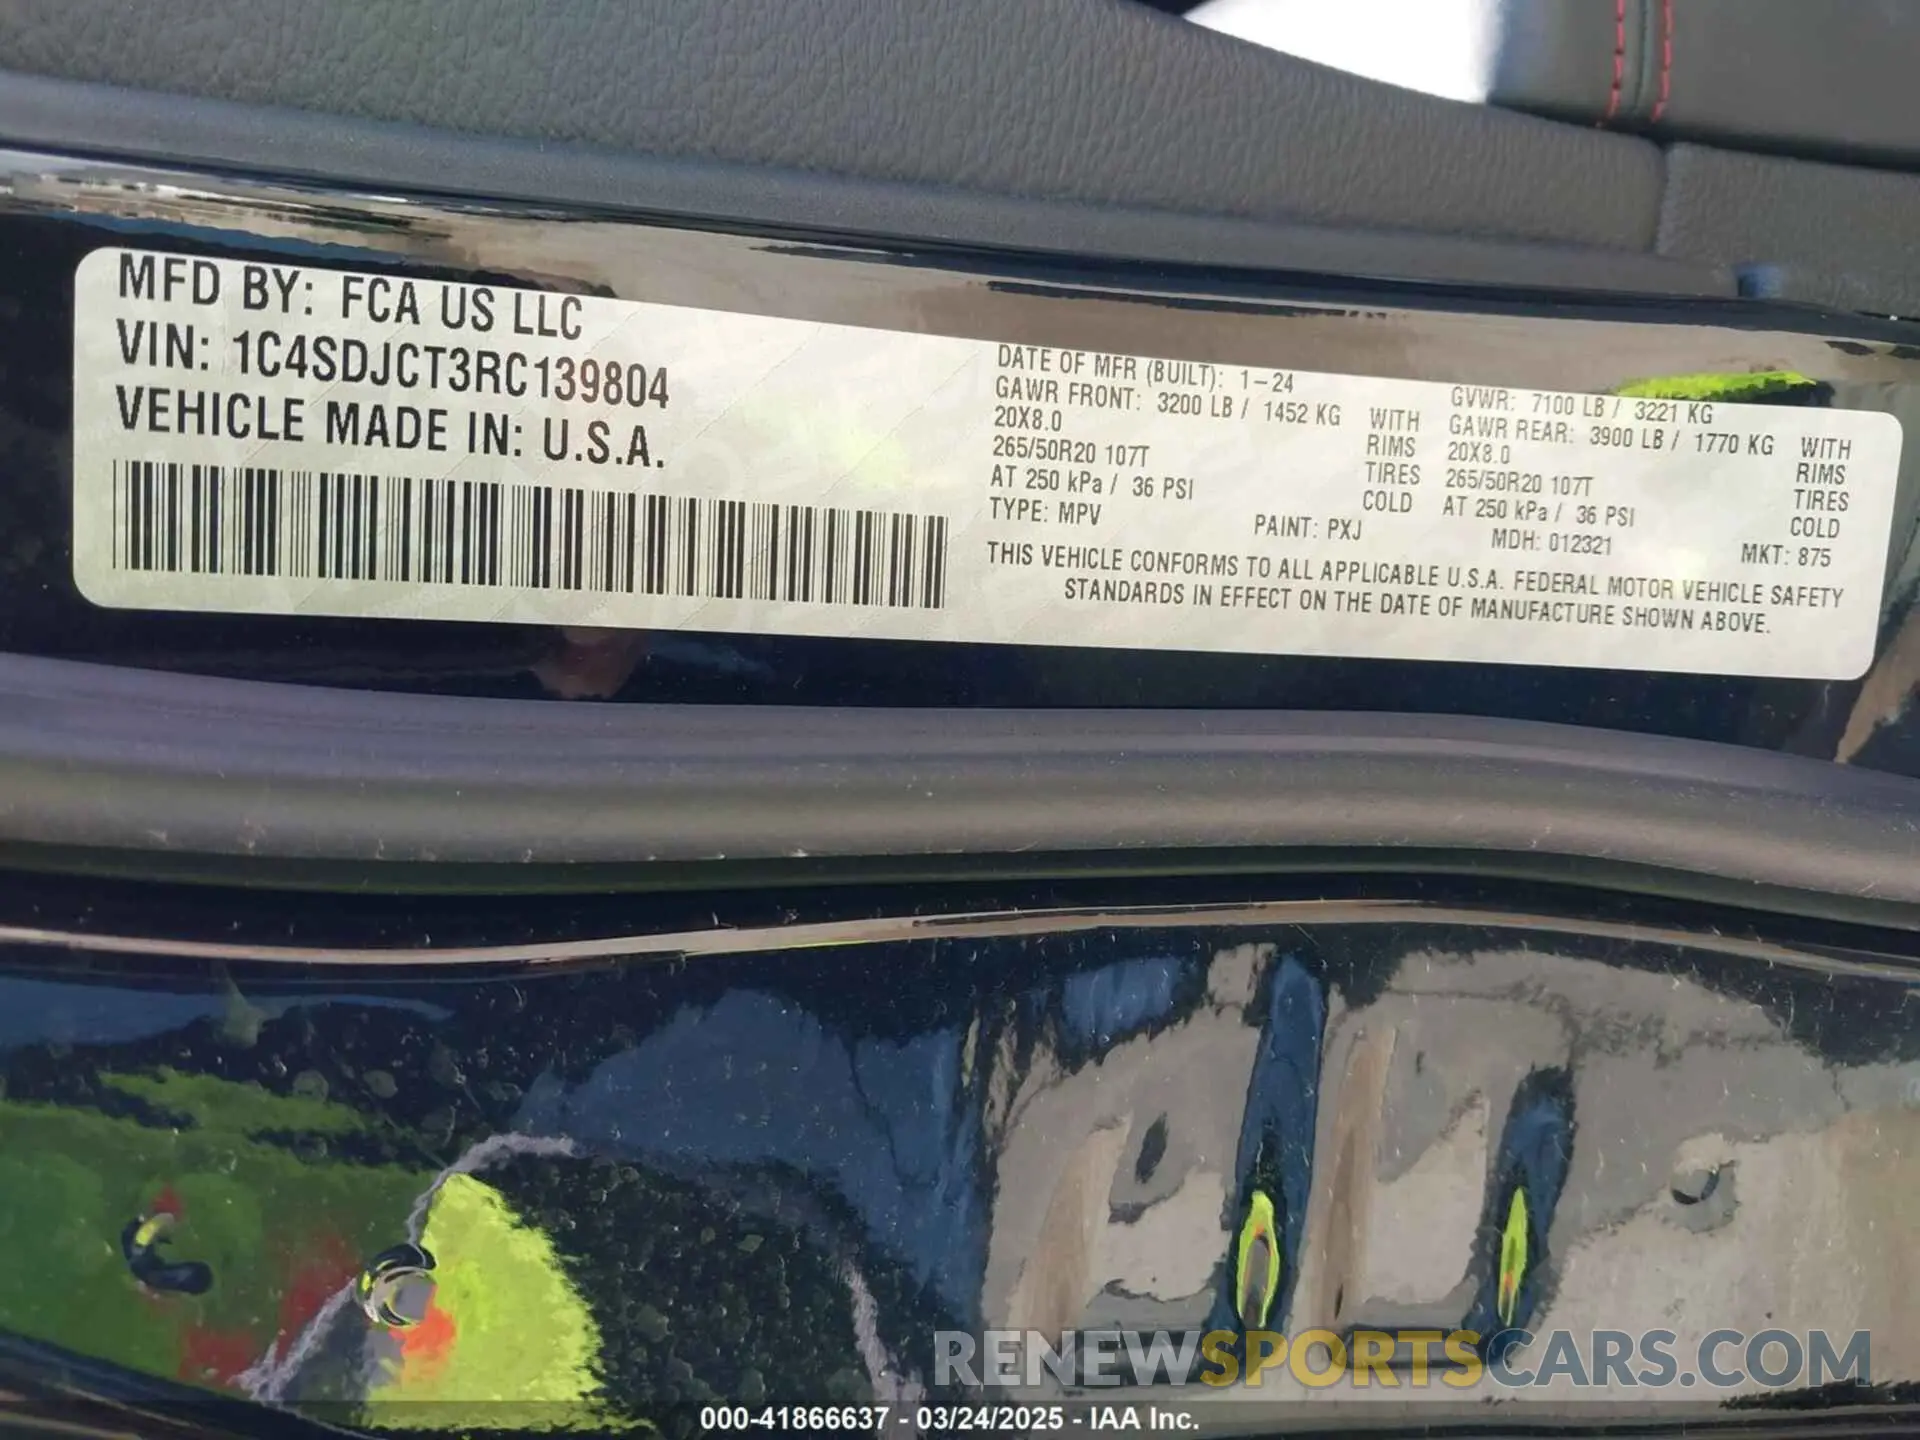 MFD BY: FCA US LLC
VIN: 1C4SDJCT3RC139804
VEHICLE MADE IN: U.S.A.
DATE OF MFR (BUILT): 1-24
GAWR FRONT: 3200 LB / 1452 KG WITH
20X8.0 RIMS
265/50R20 107T TIRES
AT 250 kPa / 36 PSI COLD
GVWR: 7100 LB / 3221 KG
GAWR REAR: 3900 LB / 1770 KG WITH
20X8.0 RIMS
265/50R20 107T TIRES
AT 250 kPa / 36 PSI COLD
TYPE: MPV PAINT: PXJ MDH: 012321 MKT: 875
THIS VEHICLE CONFORMS TO ALL APPLICABLE U.S.A. FEDERAL MOTOR VEHICLE SAFETY
STANDARDS IN EFFECT ON THE DATE OF MANUFACTURE SHOWN ABOVE.
RENEWSPORTSCARS.COM
000-41866637 - 03/24/2025 - IAA Inc.